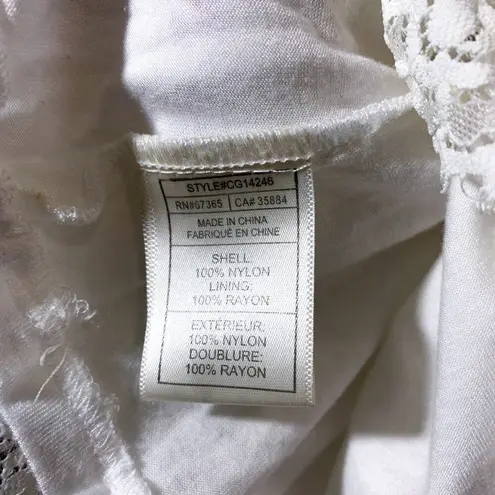 STYLE#CG14246
RN#67365 CA# 35884
MADE IN CHINA
FABRIQUÉ EN CHINE
SHELL:
100% NYLON
LINING:
100% RAYON
EXTÉRIEUR:
100% NYLON
DOUBLURE:
100% RAYON